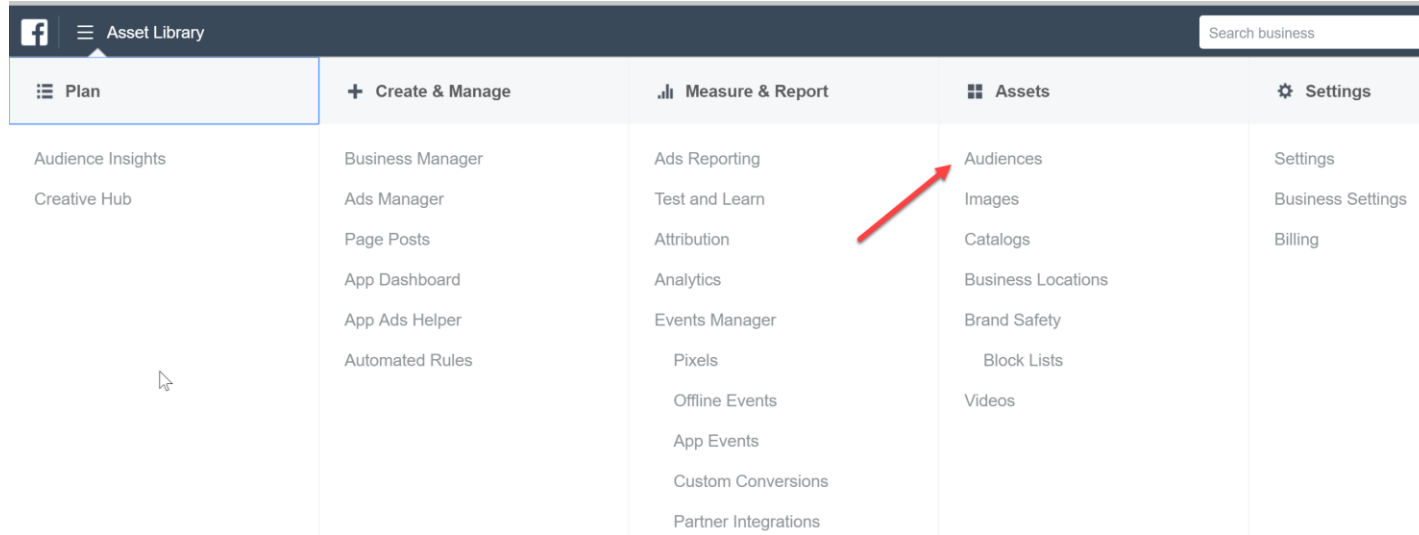 f Asset Library Search business
Plan
Audience Insights
Creative Hub
Create & Manage
Business Manager
Ads Manager
Page Posts
App Dashboard
App Ads Helper
Automated Rules
Measure & Report
Ads Reporting
Test and Learn
Attribution
Analytics
Events Manager
Pixels
Offline Events
App Events
Custom Conversions
Partner Integrations
Assets
Audiences
Images
Catalogs
Business Locations
Brand Safety
Block Lists
Videos
Settings
Settings
Business Settings
Billing